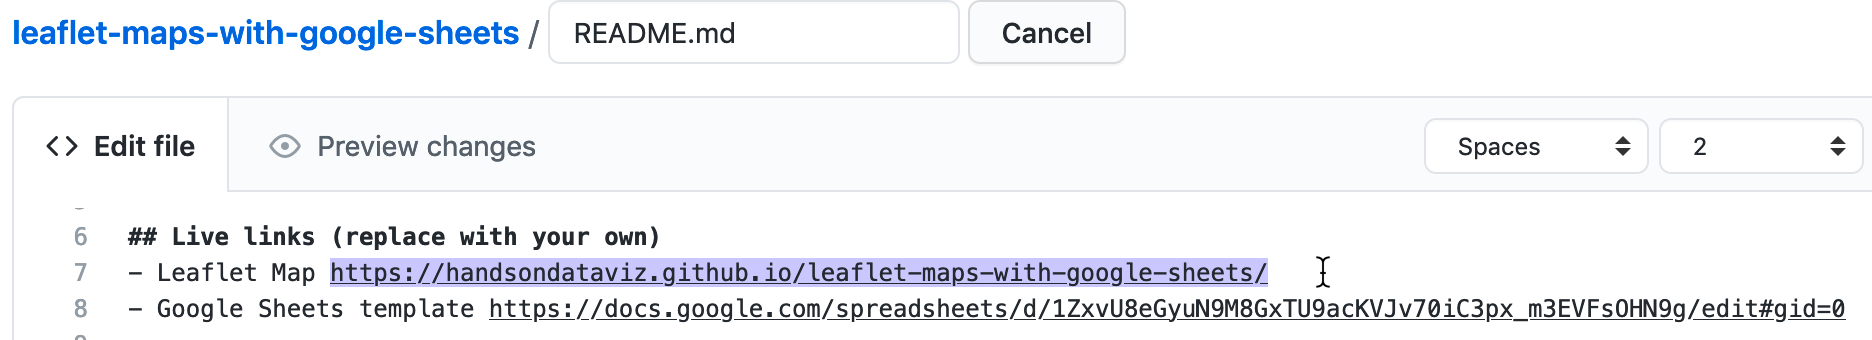 leaflet-maps-with-google-sheets / README.md Cancel
<> Edit file Preview changes Spaces 2
6 ## Live links (replace with your own)
7 - Leaflet Map https://handsondataviz.github.io/leaflet-maps-with-google-sheets/
8 - Google Sheets template https://docs.google.com/spreadsheets/d/1ZxvU8eGyuN9M8GxTU9acKVJv70iC3px_m3EVFsOHN9g/edit#gid=0